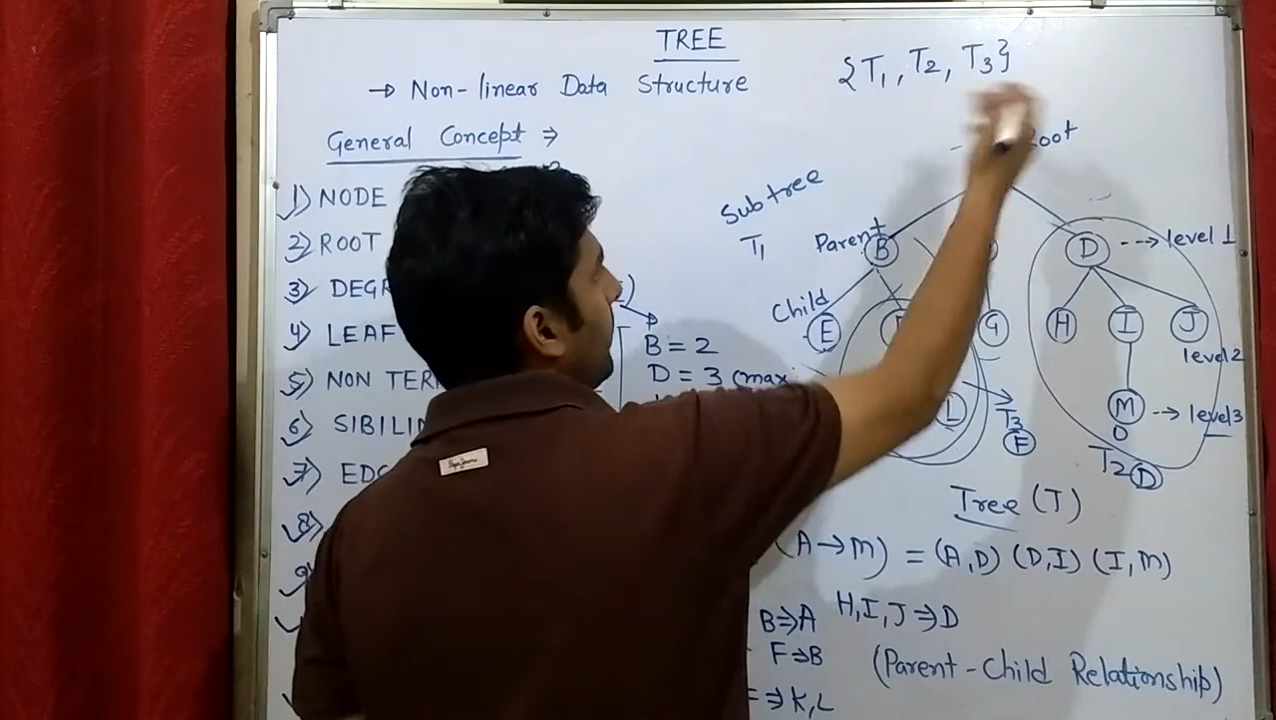 TREE
→ Non-linear Data Structure
{T1, T2, T3}
General Concept ⇒
Root
1) NODE
Subtree
T1
2) ROOT
Parent
B
D --→ level 1
3) DEGR
Child
E
G
H
I
J
level 2
4) LEAF
B = 2
D = 3 (max
5) NON TER
L
T3
F
M --→ level 3
6) SIBILIN
7) EDG
T2 D
8)
Tree (T)
9)
(A→M) = (A,D) (D,I) (I,M)
B⇒A
H,I,J⇒D
F⇒B
(Parent-Child Relationship)
⇒K,L